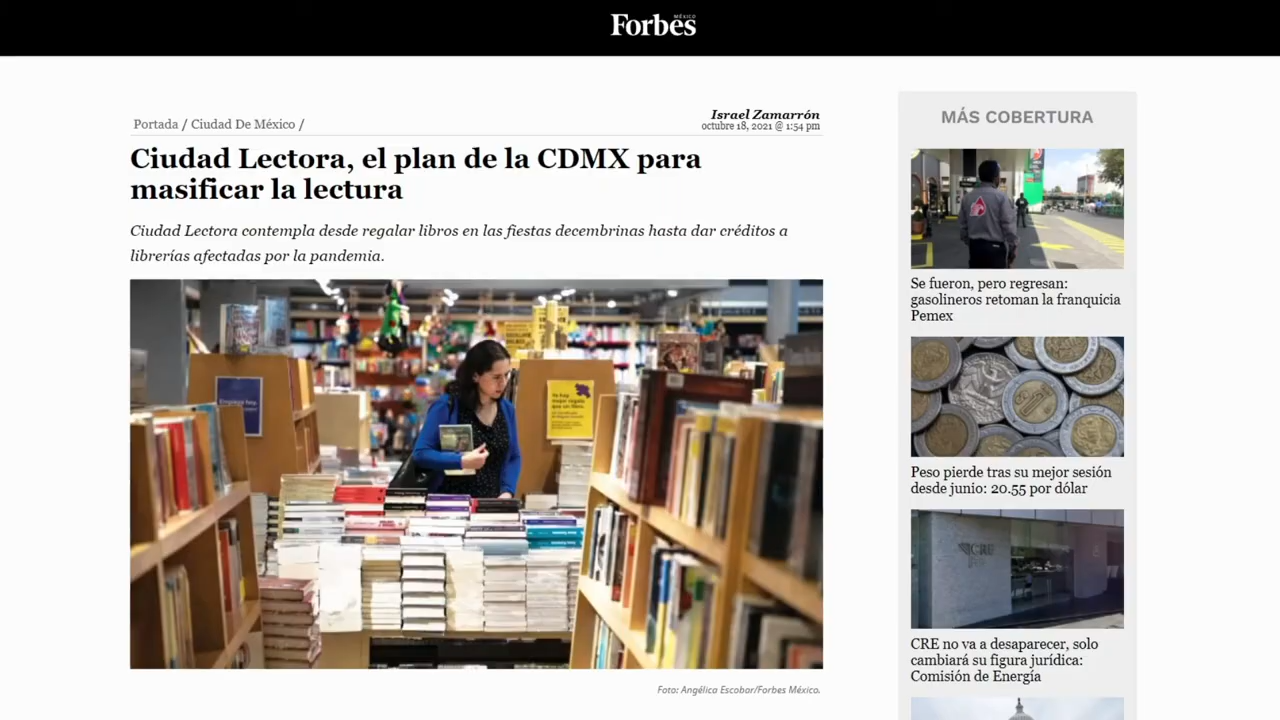 Forbes
MÉXICO
Portada / Ciudad De México /
Israel Zamarrón
octubre 18, 2021 @ 1:54 pm
Ciudad Lectora, el plan de la CDMX para
masificar la lectura
Ciudad Lectora contempla desde regalar libros en las fiestas decembrinas hasta dar créditos a
librerías afectadas por la pandemia.
Foto: Angélica Escobar/Forbes México.
MÁS COBERTURA
Se fueron, pero regresan:
gasolineros retoman la franquicia
Pemex
Peso pierde tras su mejor sesión
desde junio: 20.55 por dólar
CRE
CRE no va a desaparecer, solo
cambiará su figura jurídica:
Comisión de Energía